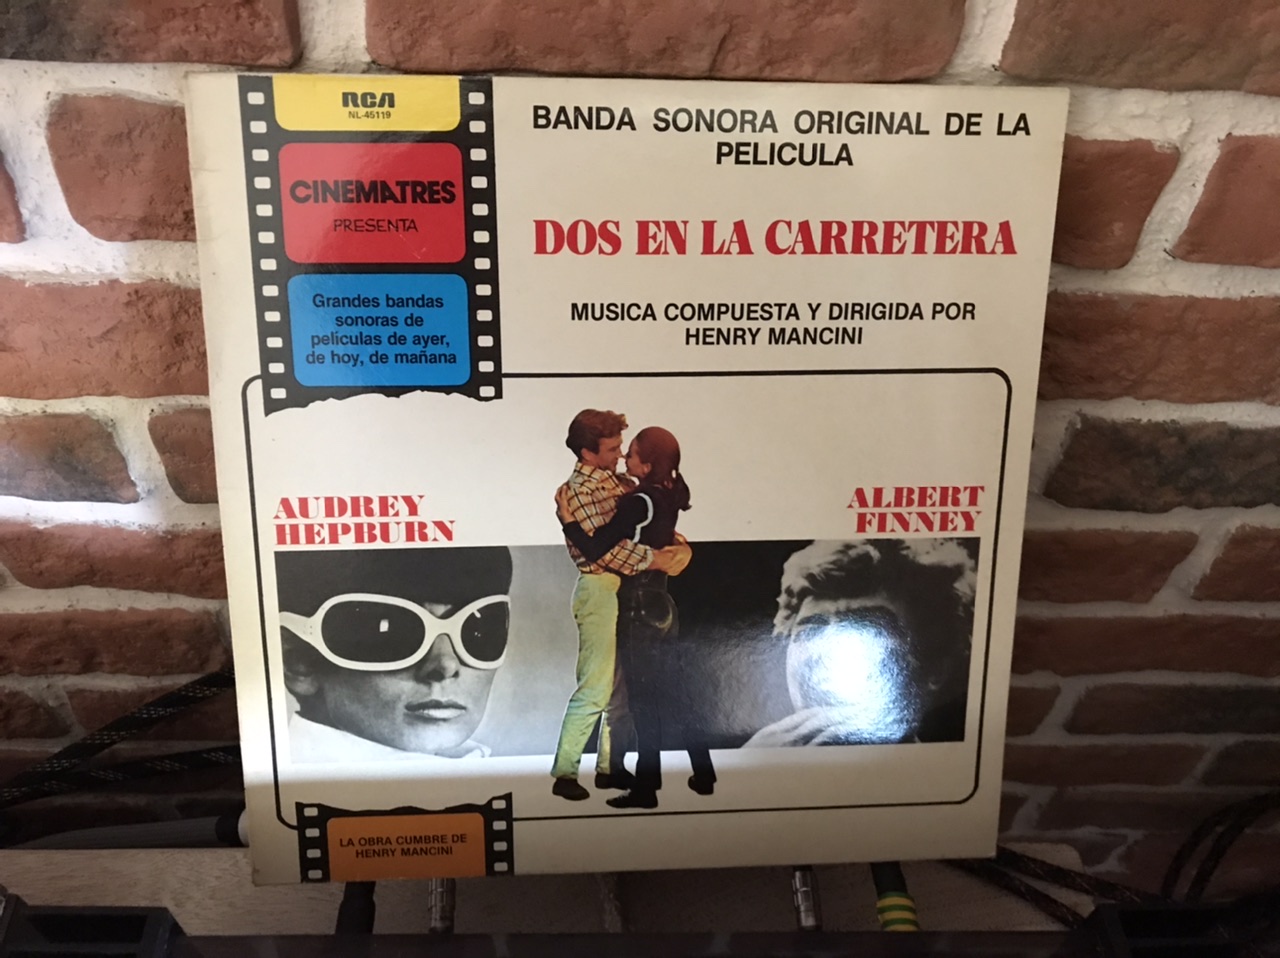 RCA
NL-45119
CINEMATRES
PRESENTA
Grandes bandas
sonoras de
películas de ayer,
de hoy, de mañana
BANDA SONORA ORIGINAL DE LA
PELICULA
DOS EN LA CARRETERA
MUSICA COMPUESTA Y DIRIGIDA POR
HENRY MANCINI
AUDREY
HEPBURN
ALBERT
FINNEY
LA OBRA CUMBRE DE
HENRY MANCINI